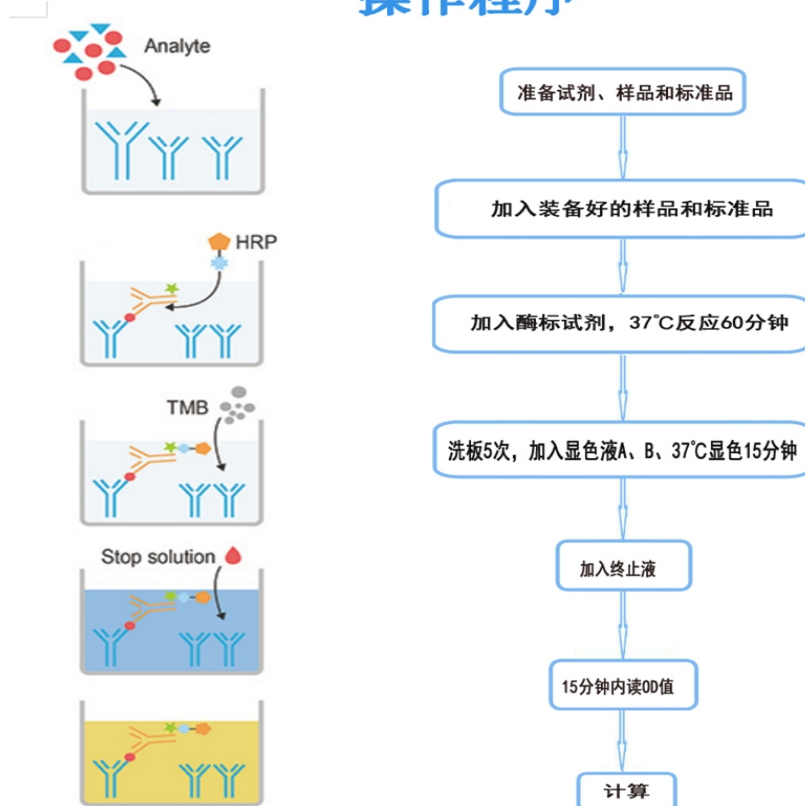 操作程序
Analyte
HRP
TMB
Stop solution
准备试剂、样品和标准品
加入装备好的样品和标准品
加入酶标试剂，37℃反应60分钟
洗板5次，加入显色液A、B、37℃显色15分钟
加入终止液
15分钟内读OD值
计算